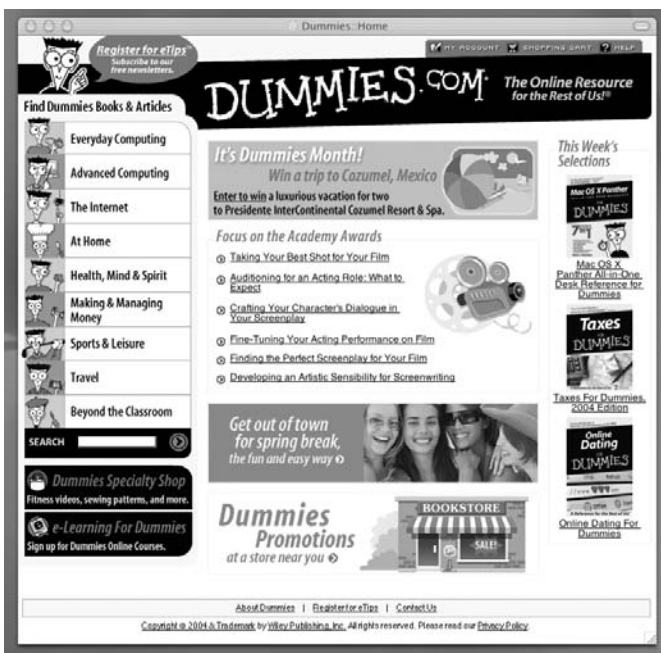 Dummies::Home
Register for eTips™
Subscribe to our
free newsletters.
MY ACCOUNT SHOPPING CART ? HELP
DUMMIES.COM®
The Online Resource
for the Rest of Us!®
Find Dummies Books & Articles
Everyday Computing
Advanced Computing
The Internet
At Home
Health, Mind & Spirit
Making & Managing
Money
Sports & Leisure
Travel
Beyond the Classroom
SEARCH
Dummies Specialty Shop
Fitness videos, sewing patterns, and more.
e-Learning For Dummies
Sign up for Dummies Online Courses.
It's Dummies Month!
Win a trip to Cozumel, Mexico
Enter to win a luxurious vacation for two
to Presidente InterContinental Cozumel Resort & Spa.
Focus on the Academy Awards
Taking Your Best Shot for Your Film
Auditioning for an Acting Role: What to
Expect
Crafting Your Character's Dialogue in
Your Screenplay
Fine-Tuning Your Acting Performance on Film
Finding the Perfect Screenplay for Your Film
Developing an Artistic Sensibility for Screenwriting
Get out of town
for spring break,
the fun and easy way
Dummies
Promotions
at a store near you
BOOKSTORE
SALE!
This Week's
Selections
Mac OS X Panther
DUMMIES
Mac OS X
Panther All-in-One
Desk Reference for
Dummies
Taxes
DUMMIES
Taxes For Dummies,
2004 Edition
Online
Dating
DUMMIES
Online Dating For
Dummies
About Dummies | Register for eTips | Contact Us
Copyright © 2004 & Trademark by Wiley Publishing, Inc. All rights reserved. Please read our Privacy Policy.